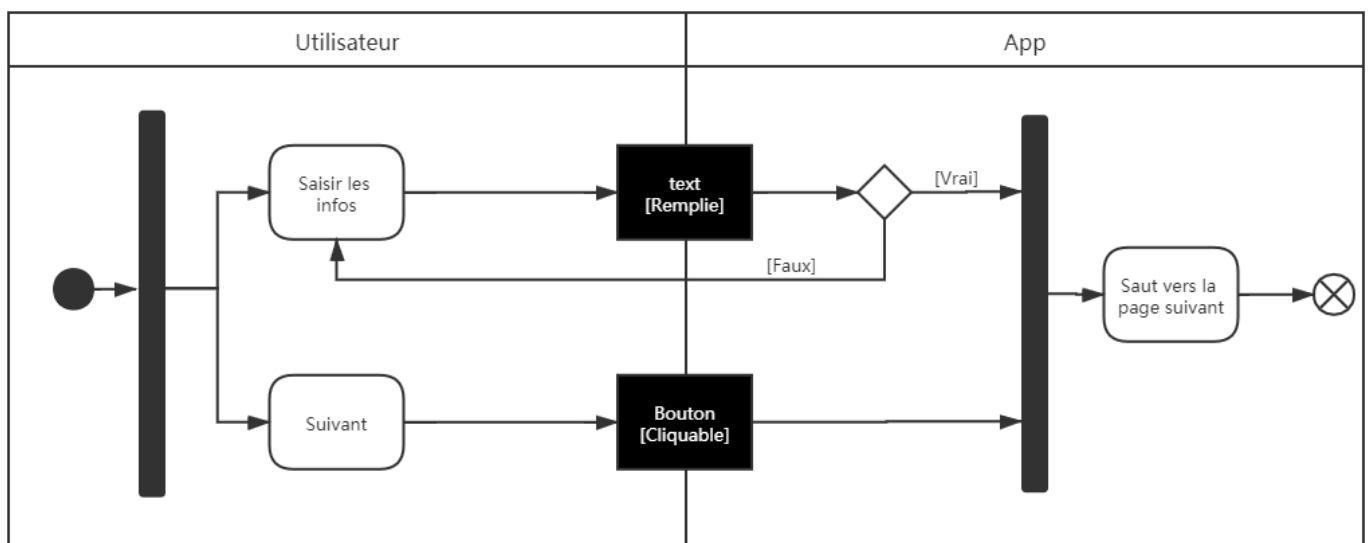 Utilisateur
App
Saisir les
infos
text
[Remplie]
[Vrai]
[Faux]
Saut vers la
page suivant
Suivant
Bouton
[Cliquable]